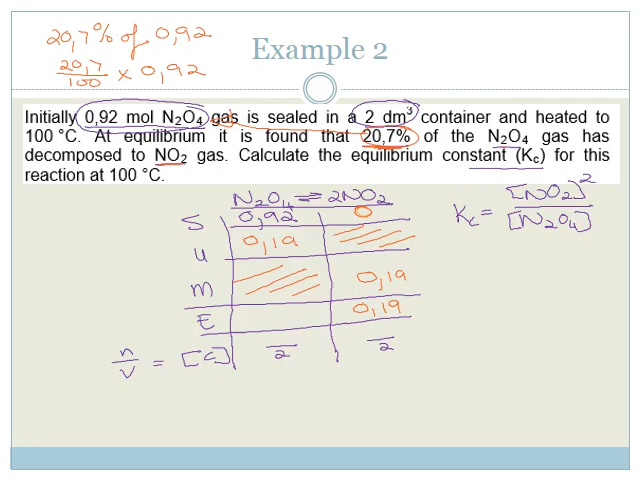 20,7% of 0,92
20,7/100 × 0,92
Example 2
Initially 0,92 mol N₂O₄ gas is sealed in a 2 dm³ container and heated to
100 °C. At equilibrium it is found that 20,7% of the N₂O₄ gas has
decomposed to NO₂ gas. Calculate the equilibrium constant (Kc) for this
reaction at 100 °C.
N₂O₄ ⇌ 2NO₂
S 0,92 0
U 0,19
M 0,19
E 0,19
n/V = [C] /2 /2
Kc = [NO₂]²/[N₂O₄]